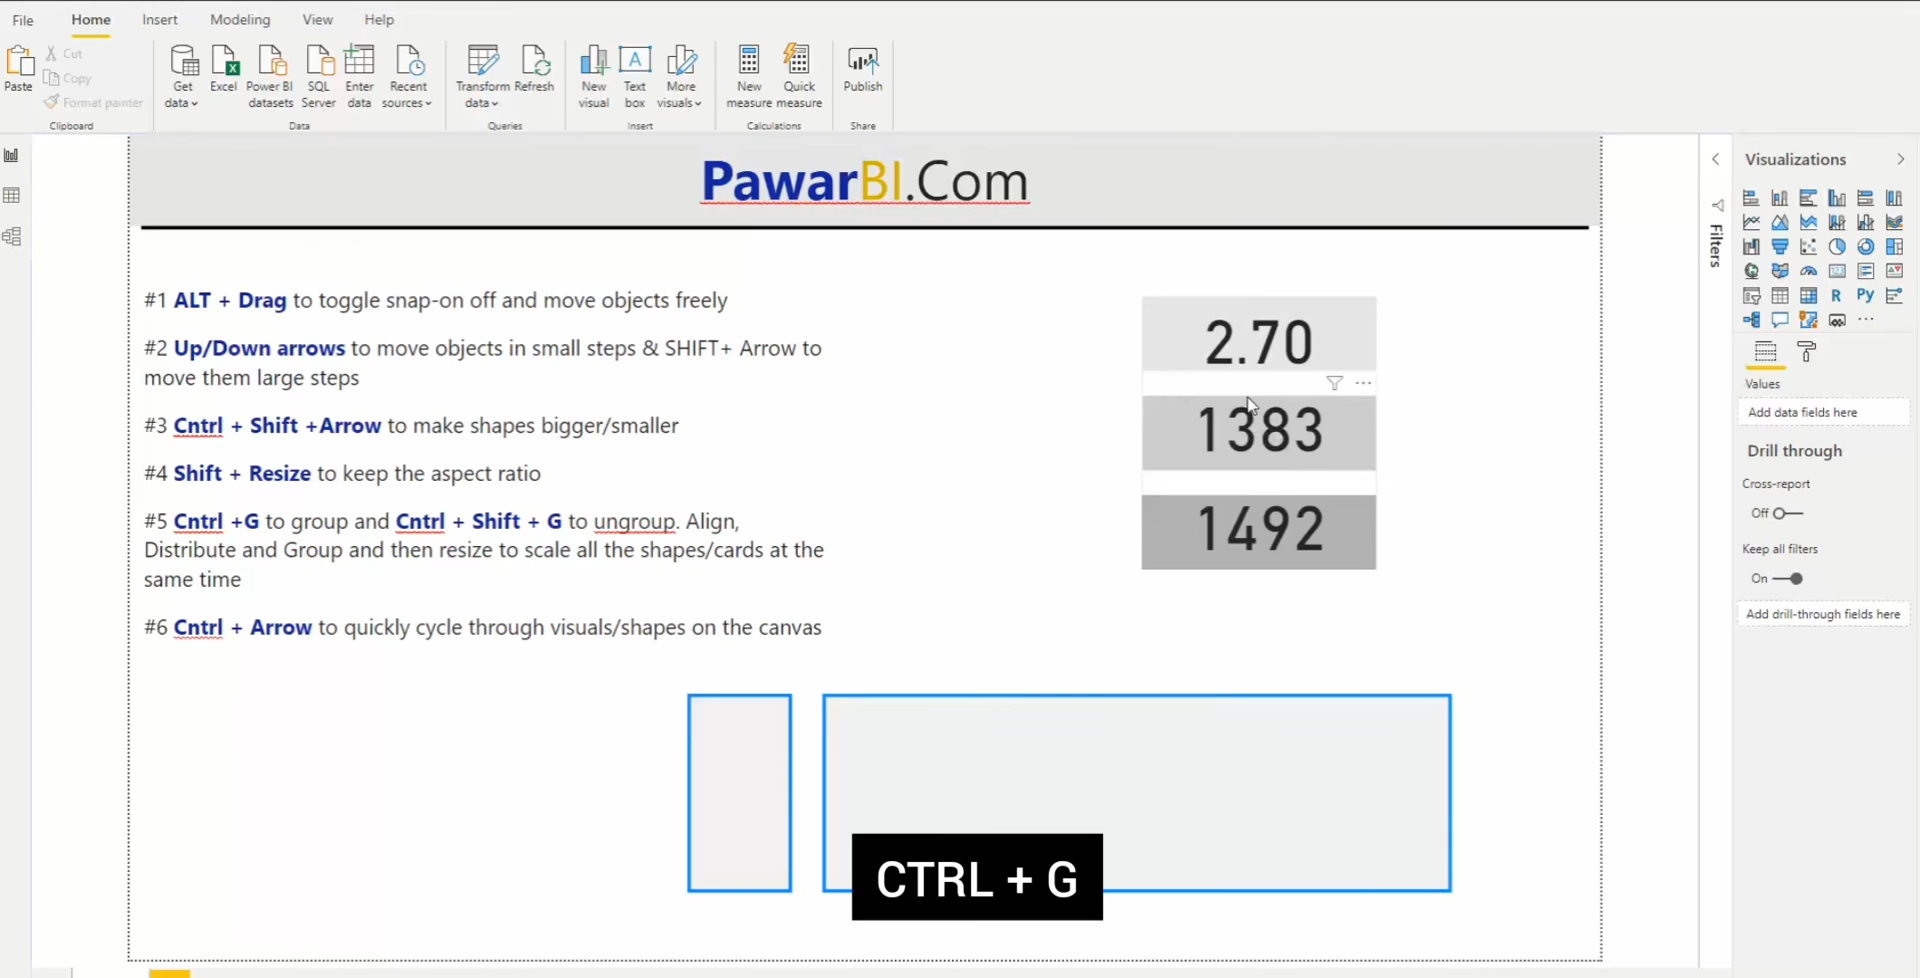 File Home Insert Modeling View Help
Paste
Cut
Copy
Format painter
Clipboard
Get data
Excel
Power BI datasets
SQL Server
Enter data
Recent sources
Data
Transform data
Refresh
Queries
New visual
Text box
More visuals
Insert
New measure
Quick measure
Calculations
Publish
Share
PawarBI.Com
#1 ALT + Drag to toggle snap-on off and move objects freely
#2 Up/Down arrows to move objects in small steps & SHIFT+ Arrow to
move them large steps
#3 Cntrl + Shift +Arrow to make shapes bigger/smaller
#4 Shift + Resize to keep the aspect ratio
#5 Cntrl +G to group and Cntrl + Shift + G to ungroup. Align,
Distribute and Group and then resize to scale all the shapes/cards at the
same time
#6 Cntrl + Arrow to quickly cycle through visuals/shapes on the canvas
2.70
1383
1492
CTRL + G
Filters
Visualizations
R Py
Values
Add data fields here
Drill through
Cross-report
Off
Keep all filters
On
Add drill-through fields here